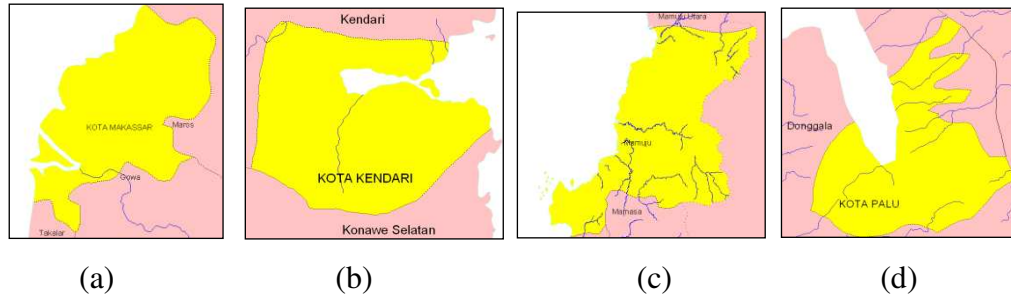 KOTA MAKASSAR
Maros
Gowa
Takalar
Kendari
KOTA KENDARI
Konawe Selatan
Mamuju Utara
Mamuju
Mamasa
Donggala
KOTA PALU
(a) (b) (c) (d)